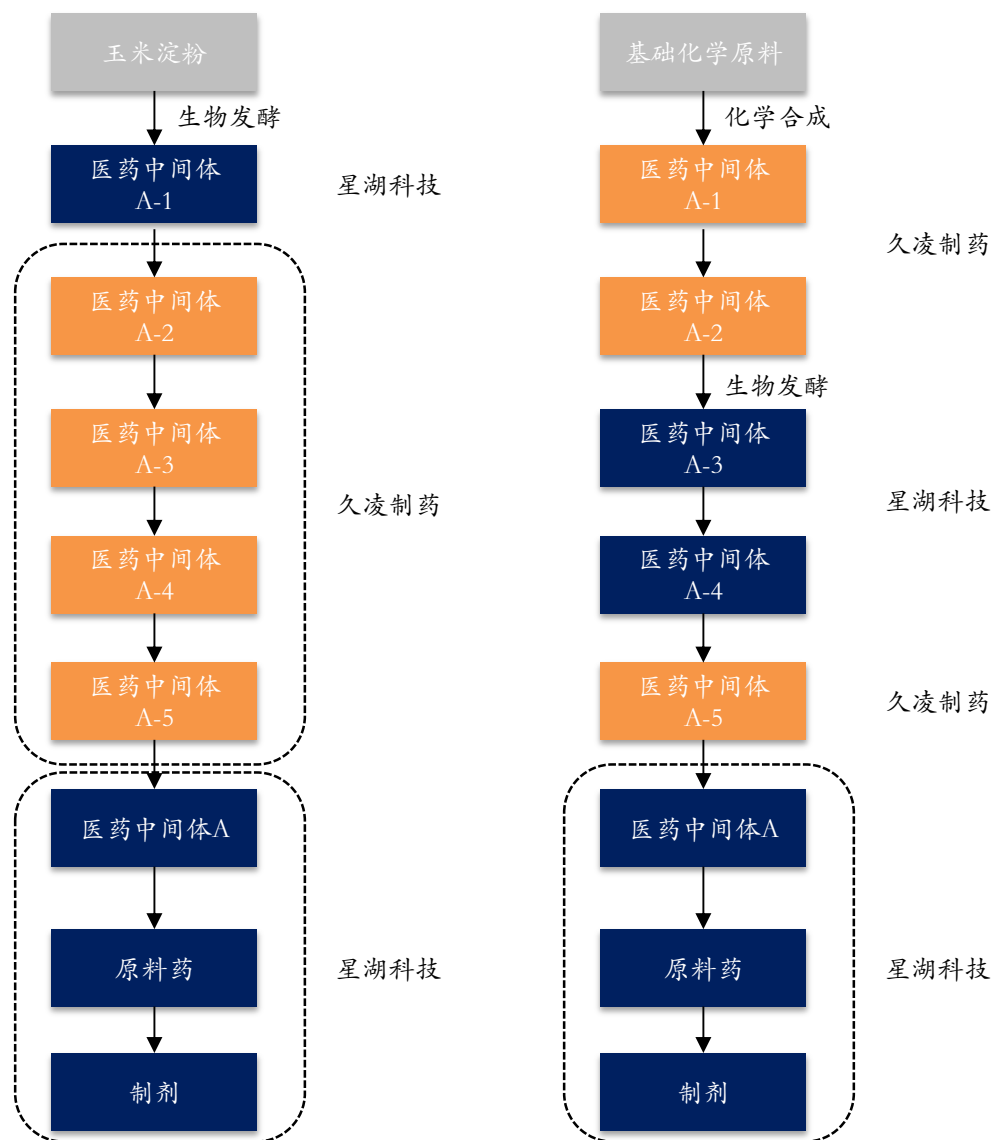 玉米淀粉
生物发酵
医药中间体
A-1
星湖科技
医药中间体
A-2
医药中间体
A-3
久凌制药
医药中间体
A-4
医药中间体
A-5
医药中间体A
原料药
星湖科技
制剂
基础化学原料
化学合成
医药中间体
A-1
久凌制药
医药中间体
A-2
生物发酵
医药中间体
A-3
星湖科技
医药中间体
A-4
医药中间体
A-5
久凌制药
医药中间体A
原料药
星湖科技
制剂